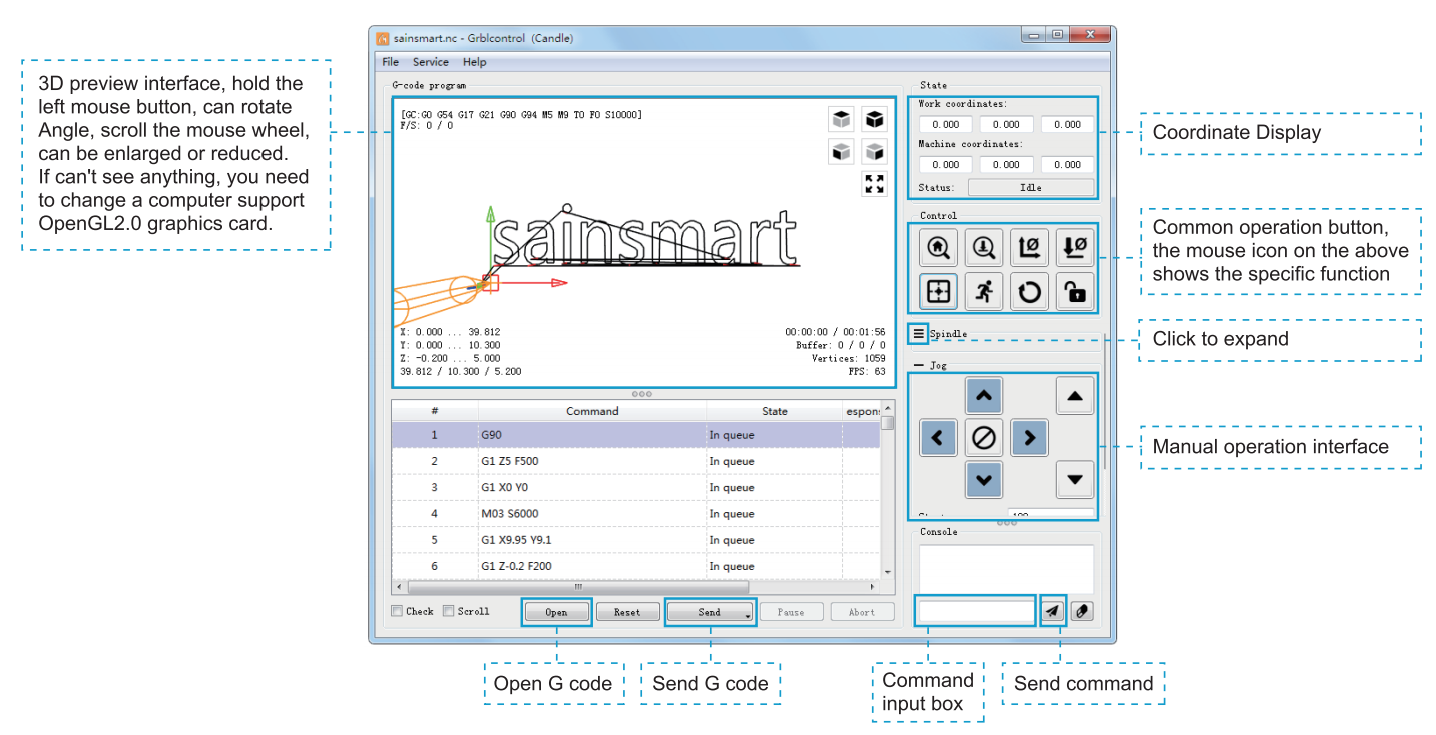 sainsmart.nc - Grblcontrol (Candle)
File Service Help
3D preview interface, hold the
left mouse button, can rotate
Angle, scroll the mouse wheel,
can be enlarged or reduced.
If can't see anything, you need
to change a computer support
OpenGL2.0 graphics card.
G-code program
[GC:G0 G54 G17 G21 G90 G94 M5 M9 T0 F0 S10000]
F/S: 0 / 0
sainsmart
X: 0.000 ... 39.812
Y: 0.000 ... 10.300
Z: -0.200 ... 5.000
39.812 / 10.300 / 5.200
00:00:00 / 00:01:56
Buffer: 0 / 0 / 0
Vertices: 1059
FPS: 63
# Command State espons
1 G90 In queue
2 G1 Z5 F500 In queue
3 G1 X0 Y0 In queue
4 M03 S6000 In queue
5 G1 X9.95 Y9.1 In queue
6 G1 Z-0.2 F200 In queue
Check Scroll Open Reset Send Pause Abort
State
Work coordinates:
0.000 0.000 0.000
Machine coordinates:
0.000 0.000 0.000
Status: Idle
Control
Spindle
Jog
Console
Coordinate Display
Common operation button,
the mouse icon on the above
shows the specific function
Click to expand
Manual operation interface
Open G code
Send G code
Command
input box
Send command